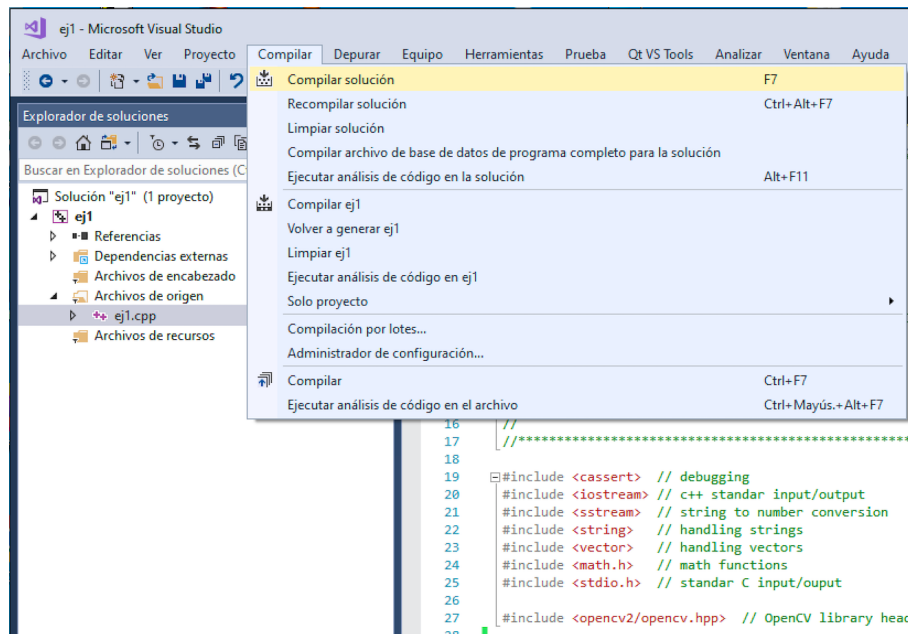 ej1 - Microsoft Visual Studio
Archivo Editar Ver Proyecto Compilar Depurar Equipo Herramientas Prueba Qt VS Tools Analizar Ventana Ayuda
Explorador de soluciones
Buscar en Explorador de soluciones (C
Solución "ej1" (1 proyecto)
ej1
Referencias
Dependencias externas
Archivos de encabezado
Archivos de origen
ej1.cpp
Archivos de recursos
Compilar solución F7
Recompilar solución Ctrl+Alt+F7
Limpiar solución
Compilar archivo de base de datos de programa completo para la solución
Ejecutar análisis de código en la solución Alt+F11
Compilar ej1
Volver a generar ej1
Limpiar ej1
Ejecutar análisis de código en ej1
Solo proyecto
Compilación por lotes...
Administrador de configuración...
Compilar Ctrl+F7
Ejecutar análisis de código en el archivo Ctrl+Mayús.+Alt+F7
16 //
17 //**************************************************
18
19 #include <cassert> // debugging
20 #include <iostream> // c++ standar input/output
21 #include <sstream> // string to number conversion
22 #include <string> // handling strings
23 #include <vector> // handling vectors
24 #include <math.h> // math functions
25 #include <stdio.h> // standar C input/ouput
26
27 #include <opencv2/opencv.hpp> // OpenCV library head
28